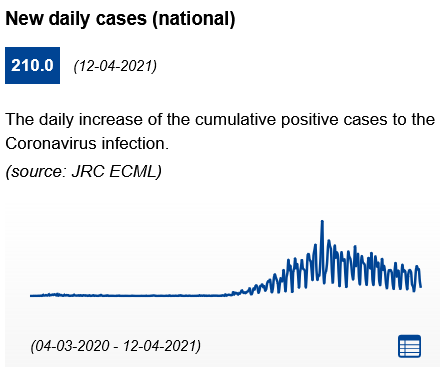 New daily cases (national)
210.0 (12-04-2021)
The daily increase of the cumulative positive cases to the
Coronavirus infection.
(source: JRC ECML)
(04-03-2020 - 12-04-2021)